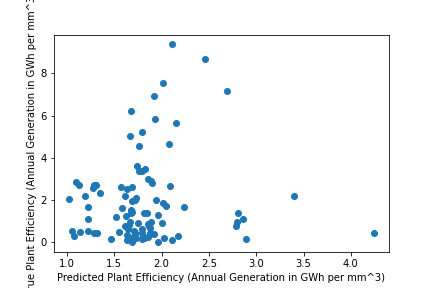 rue Plant Efficiency (Annual Generation in GWh per mm^3
8
6
4
2
0
1.0 1.5 2.0 2.5 3.0 3.5 4.0
Predicted Plant Efficiency (Annual Generation in GWh per mm^3)